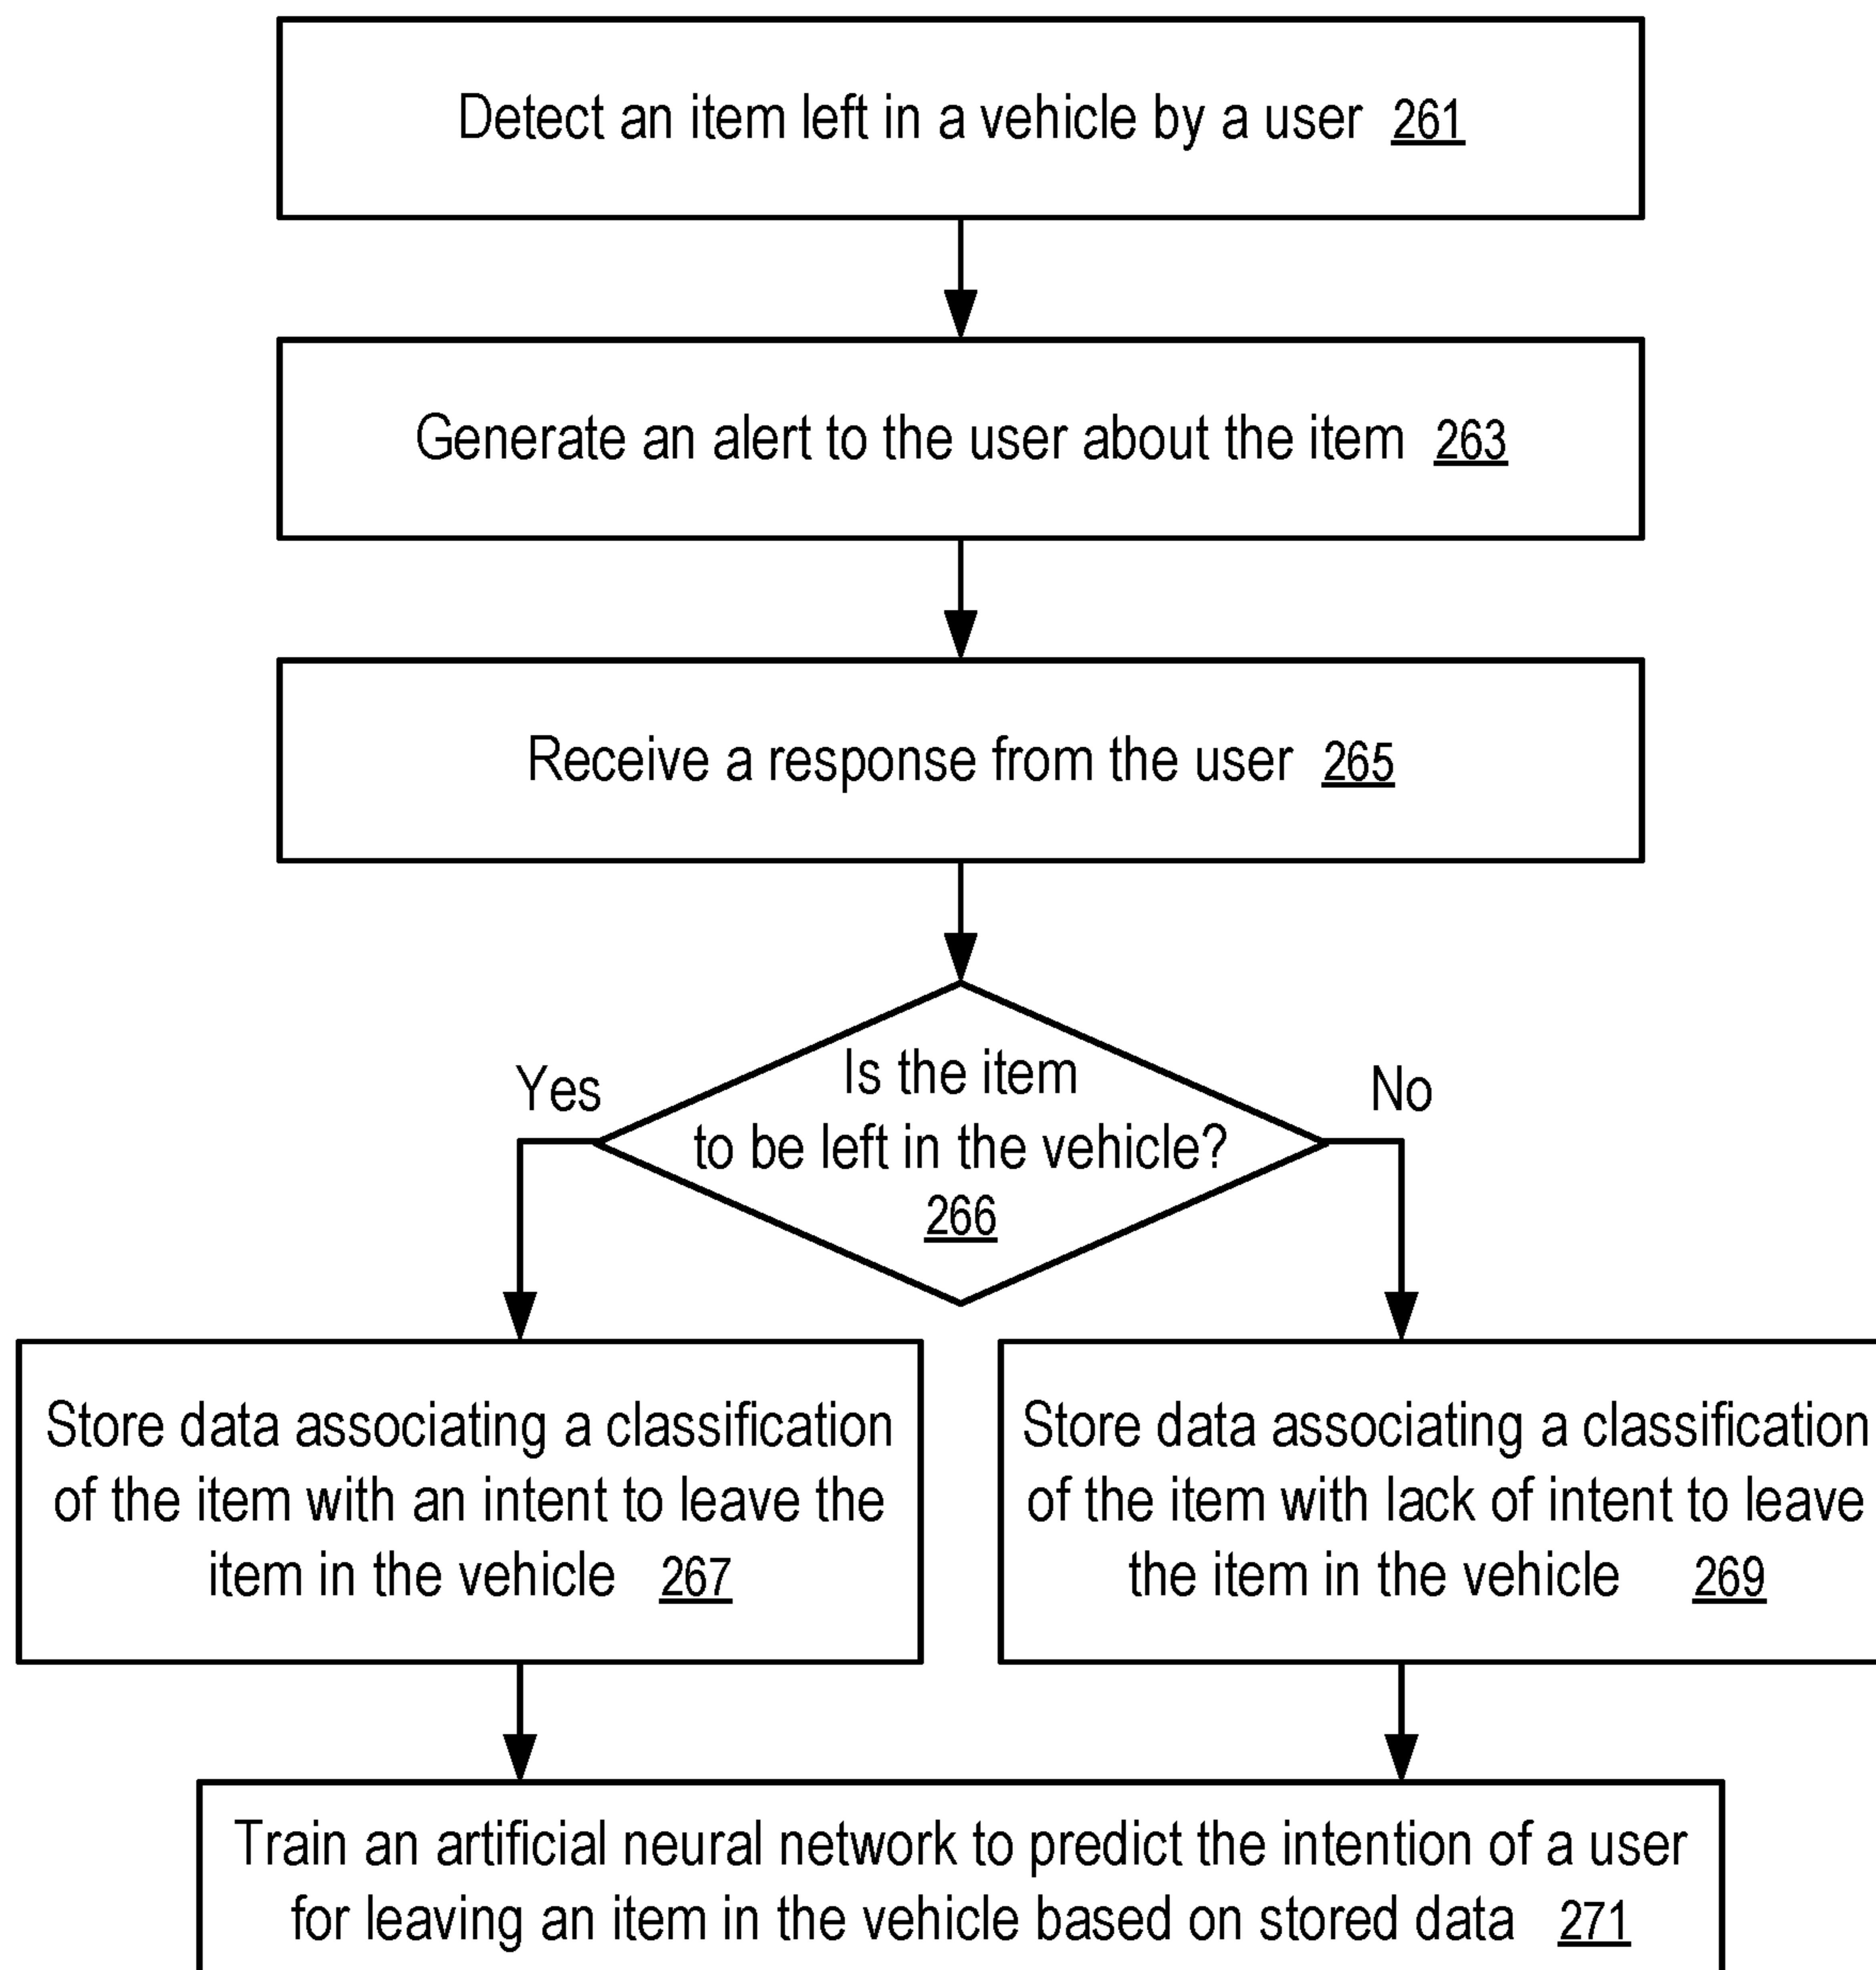 Detect an item left in a vehicle by a user 261
Generate an alert to the user about the item 263
Receive a response from the user 265
Is the item
to be left in the vehicle?
266
Yes
No
Store data associating a classification
of the item with an intent to leave the
item in the vehicle 267
Store data associating a classification
of the item with lack of intent to leave
the item in the vehicle 269
Train an artificial neural network to predict the intention of a user
for leaving an item in the vehicle based on stored data 271